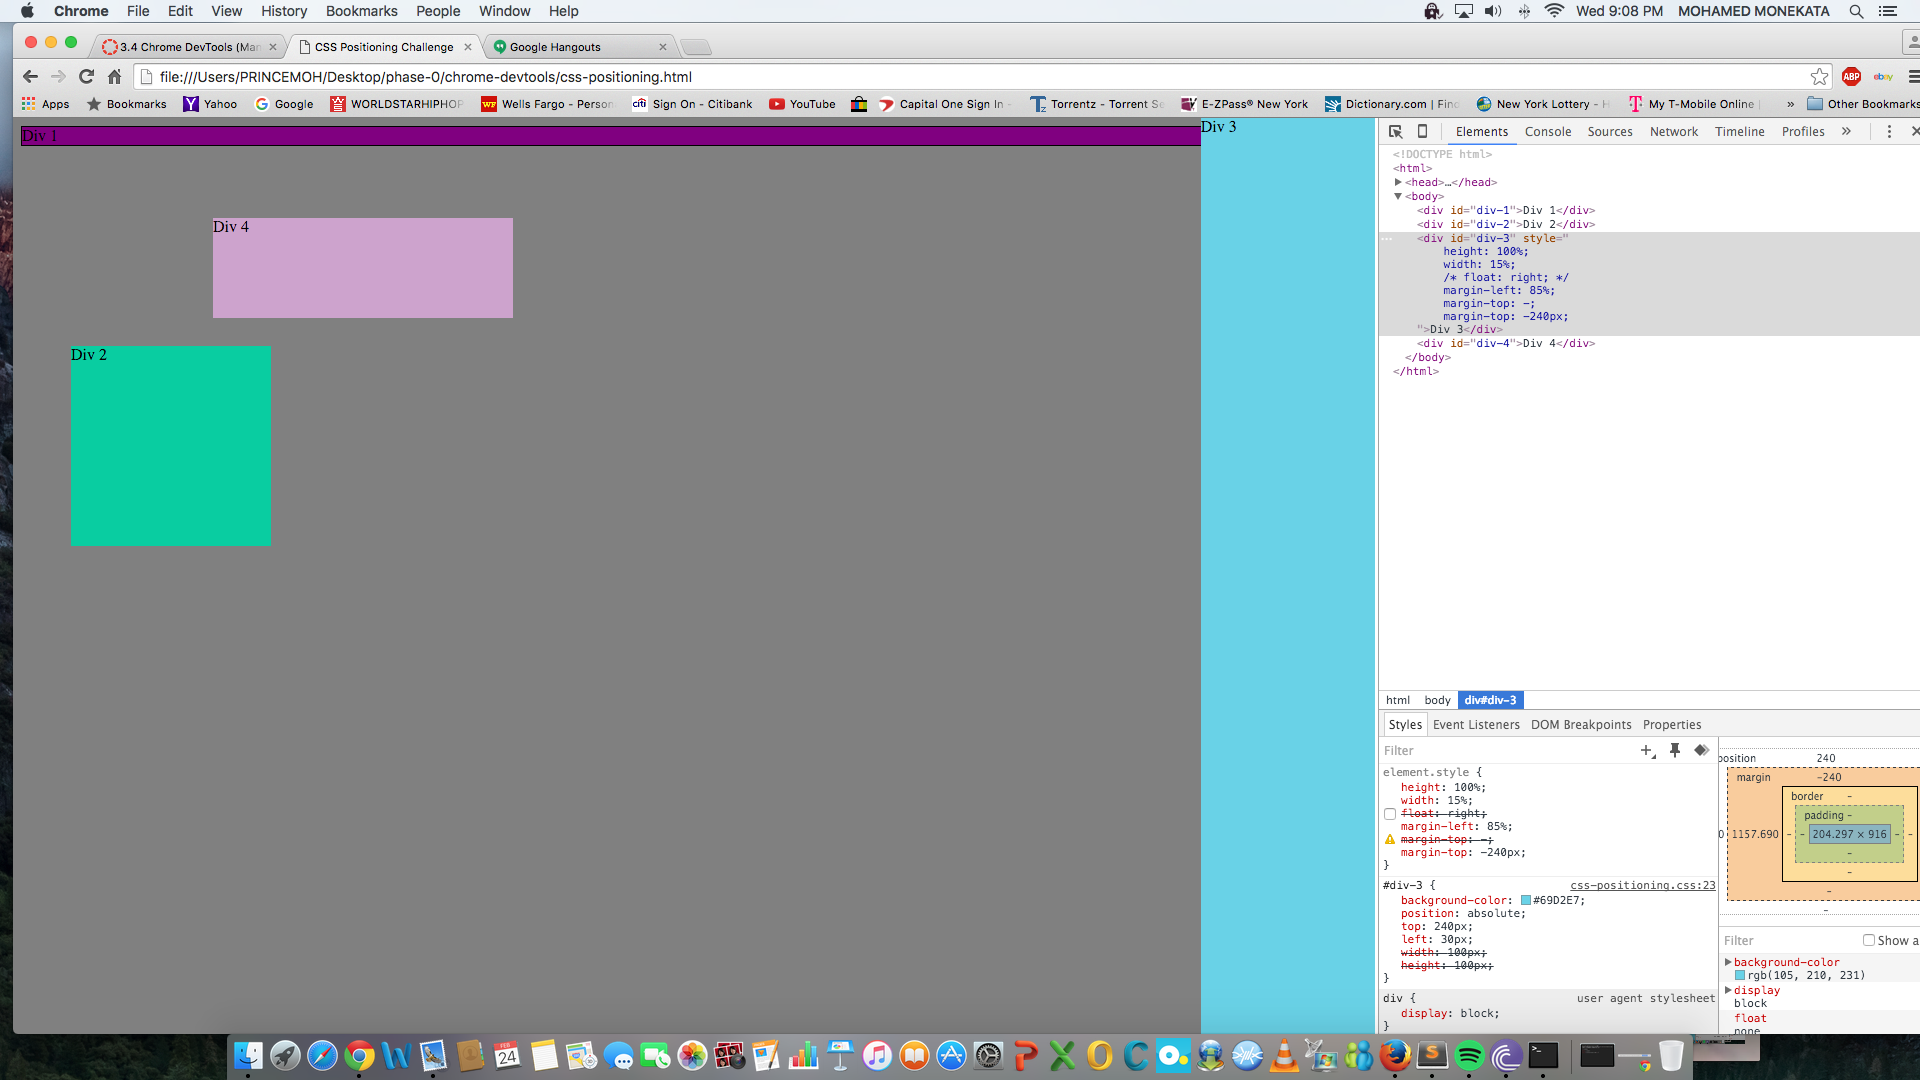 Chrome File Edit View History Bookmarks People Window Help Wed 9:08 PM MOHAMED MONEKATA
3.4 Chrome DevTools (Man CSS Positioning Challenge Google Hangouts
file:///Users/PRINCEMOH/Desktop/phase-0/chrome-devtools/css-positioning.html ABP ebay
Apps Bookmarks Yahoo Google WORLDSTARHIPHOP Wells Fargo - Person citi Sign On - Citibank YouTube Capital One Sign In - Torrentz - Torrent Se E-ZPass® New York Dictionary.com | Find New York Lottery - H My T-Mobile Online | » Other Bookmarks
Div 1
Div 3
Div 4
Div 2
Elements Console Sources Network Timeline Profiles »
<!DOCTYPE html>
<html>
<head>…</head>
<body>
<div id="div-1">Div 1</div>
<div id="div-2">Div 2</div>
<div id="div-3" style="
height: 100%;
width: 15%;
/* float: right; */
margin-left: 85%;
margin-top: -;
margin-top: -240px;
">Div 3</div>
<div id="div-4">Div 4</div>
</body>
</html>
html body div#div-3
Styles Event Listeners DOM Breakpoints Properties
Filter
element.style {
height: 100%;
width: 15%;
float: right;
margin-left: 85%;
margin-top: -;
margin-top: -240px;
}
#div-3 { css-positioning.css:23
background-color: #69D2E7;
position: absolute;
top: 240px;
left: 30px;
width: 100px;
height: 100px;
}
div { user agent stylesheet
display: block;
}
position 240
margin -240
border -
padding -
0 1157.690 - - 204.297 × 916 - -
-
-
-
-
Filter Show a
background-color
rgb(105, 210, 231)
display
block
float
none
FEB
24